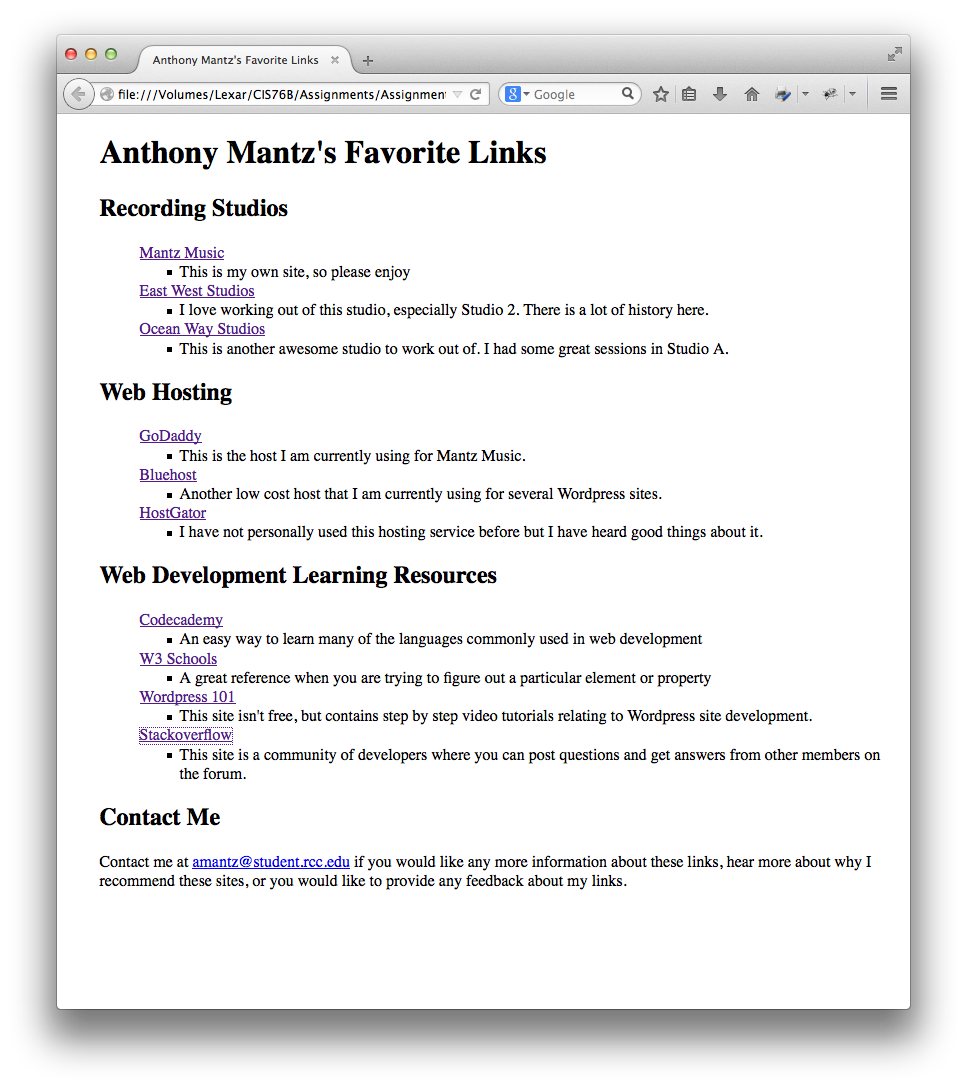 Anthony Mantz's Favorite Links
file:///Volumes/Lexar/CIS76B/Assignments/Assignmen
Google
Anthony Mantz's Favorite Links
Recording Studios
Mantz Music
This is my own site, so please enjoy
East West Studios
I love working out of this studio, especially Studio 2. There is a lot of history here.
Ocean Way Studios
This is another awesome studio to work out of. I had some great sessions in Studio A.
Web Hosting
GoDaddy
This is the host I am currently using for Mantz Music.
Bluehost
Another low cost host that I am currently using for several Wordpress sites.
HostGator
I have not personally used this hosting service before but I have heard good things about it.
Web Development Learning Resources
Codecademy
An easy way to learn many of the languages commonly used in web development
W3 Schools
A great reference when you are trying to figure out a particular element or property
Wordpress 101
This site isn't free, but contains step by step video tutorials relating to Wordpress site development.
Stackoverflow
This site is a community of developers where you can post questions and get answers from other members on
the forum.
Contact Me
Contact me at amantz@student.rcc.edu if you would like any more information about these links, hear more about why I
recommend these sites, or you would like to provide any feedback about my links.